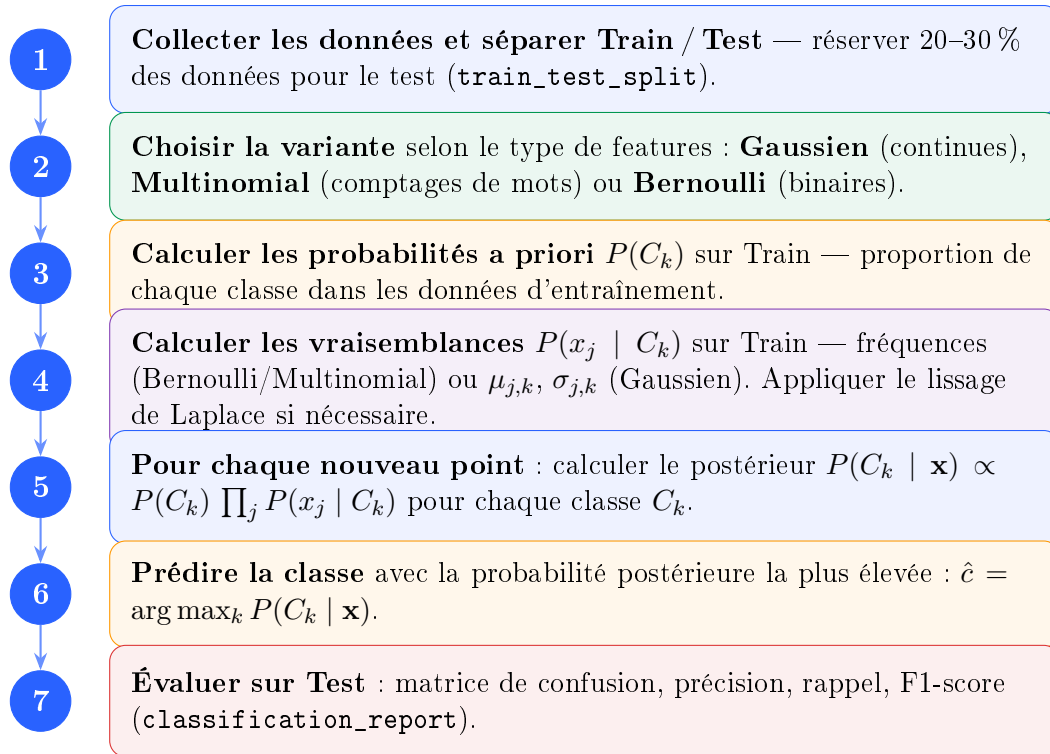 1
Collecter les données et séparer Train / Test — réserver 20–30 %
des données pour le test (train_test_split).
2
Choisir la variante selon le type de features : Gaussien (continues),
Multinomial (comptages de mots) ou Bernoulli (binaires).
3
Calculer les probabilités a priori P(C_k) sur Train — proportion de
chaque classe dans les données d'entraînement.
4
Calculer les vraisemblances P(x_j | C_k) sur Train — fréquences
(Bernoulli/Multinomial) ou μ_{j,k}, σ_{j,k} (Gaussien). Appliquer le lissage
de Laplace si nécessaire.
5
Pour chaque nouveau point : calculer le postérieur P(C_k | x) ∝
P(C_k) ∏_j P(x_j | C_k) pour chaque classe C_k.
6
Prédire la classe avec la probabilité postérieure la plus élevée : ĉ =
arg max_k P(C_k | x).
7
Évaluer sur Test : matrice de confusion, précision, rappel, F1-score
(classification_report).